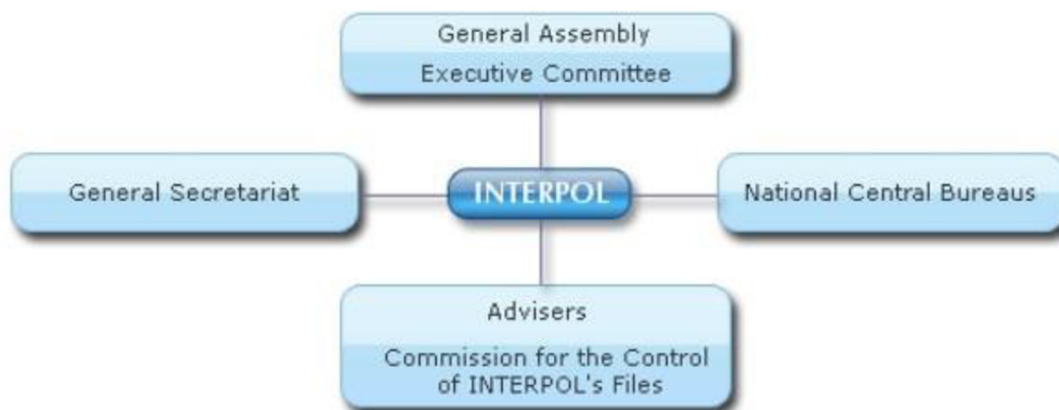 General Assembly
Executive Committee
General Secretariat
INTERPOL
National Central Bureaus
Advisers
Commission for the Control
of INTERPOL's Files